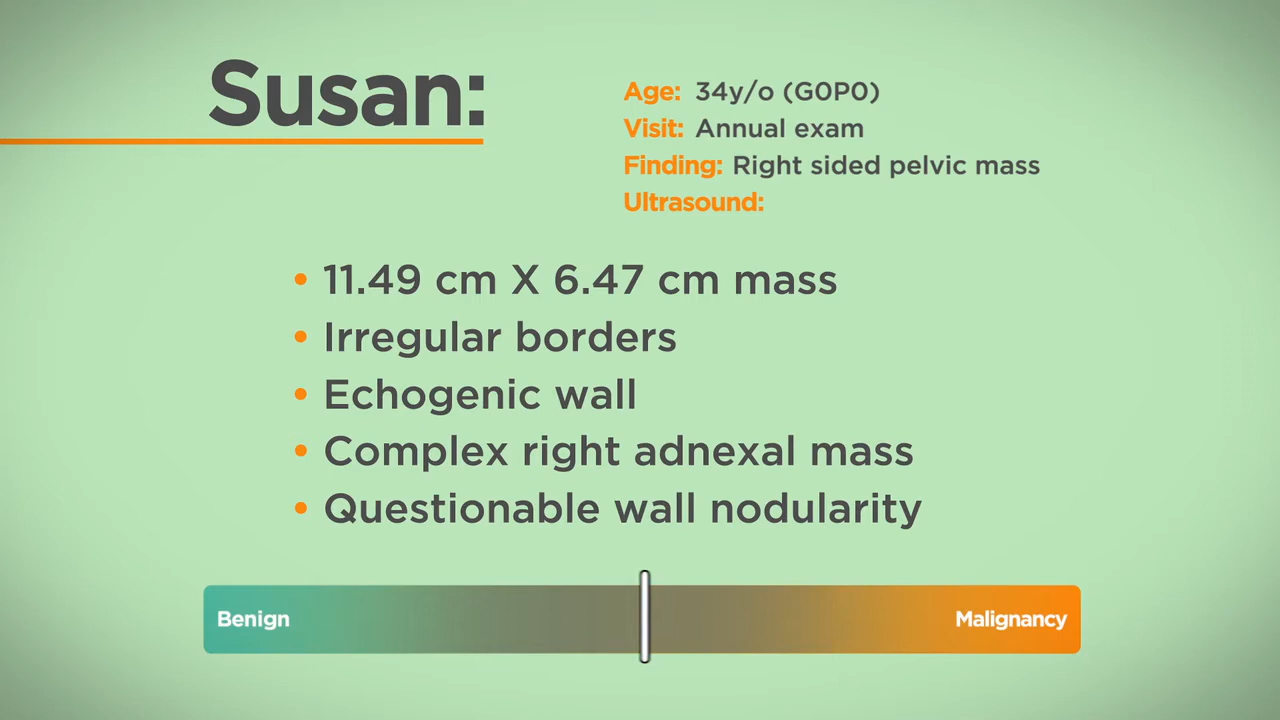 Susan:
Age: 34y/o (G0P0)
Visit: Annual exam
Finding: Right sided pelvic mass
Ultrasound:
• 11.49 cm X 6.47 cm mass
• Irregular borders
• Echogenic wall
• Complex right adnexal mass
• Questionable wall nodularity
Benign
Malignancy